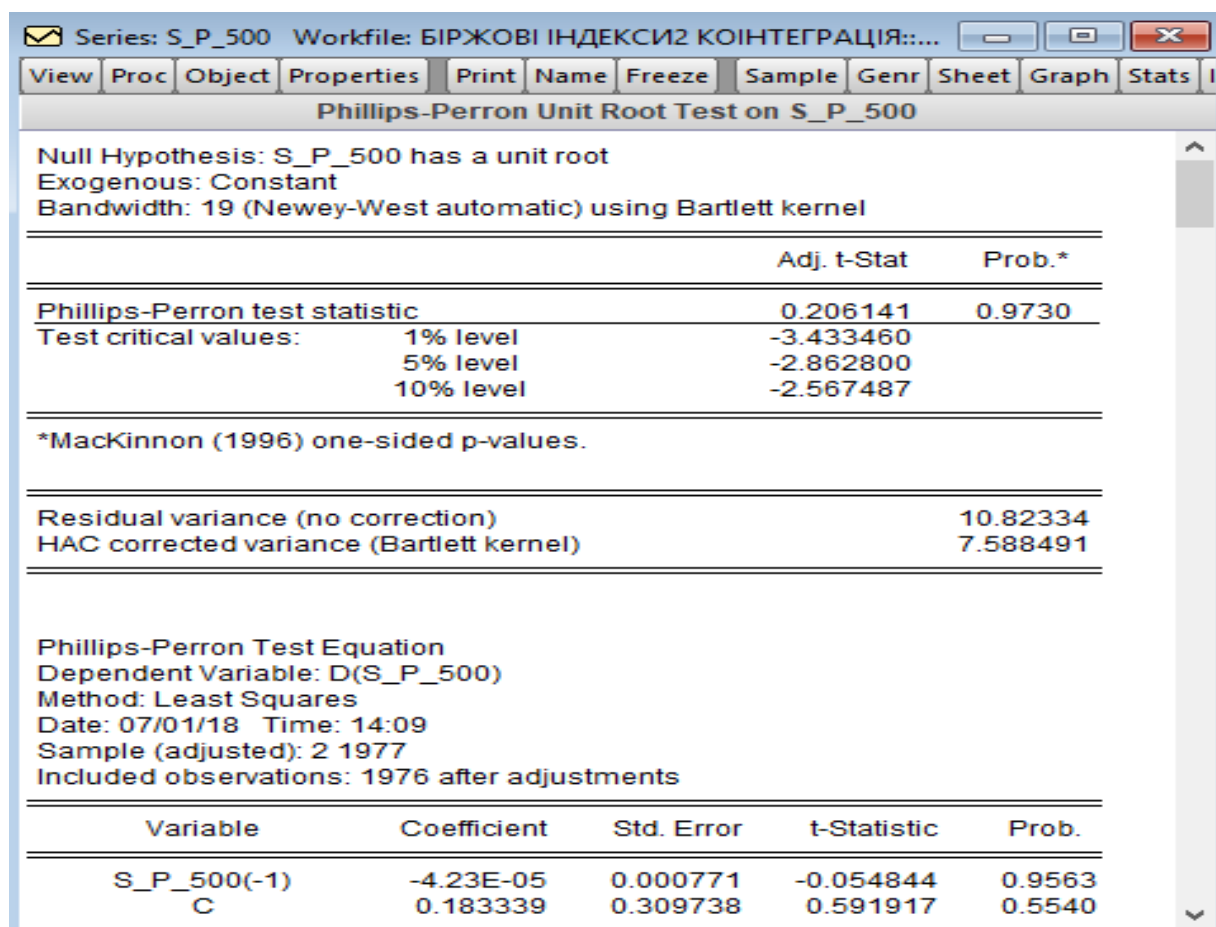 Series: S_P_500 Workfile: БІРЖОВІ ІНДЕКСИ2 КОІНТЕГРАЦІЯ::...
View Proc Object Properties Print Name Freeze Sample Genr Sheet Graph Stats I
Phillips-Perron Unit Root Test on S_P_500
Null Hypothesis: S_P_500 has a unit root
Exogenous: Constant
Bandwidth: 19 (Newey-West automatic) using Bartlett kernel
Adj. t-Stat Prob.*
Phillips-Perron test statistic 0.206141 0.9730
Test critical values: 1% level -3.433460
5% level -2.862800
10% level -2.567487
*MacKinnon (1996) one-sided p-values.
Residual variance (no correction) 10.82334
HAC corrected variance (Bartlett kernel) 7.588491
Phillips-Perron Test Equation
Dependent Variable: D(S_P_500)
Method: Least Squares
Date: 07/01/18 Time: 14:09
Sample (adjusted): 2 1977
Included observations: 1976 after adjustments
Variable Coefficient Std. Error t-Statistic Prob.
S_P_500(-1) -4.23E-05 0.000771 -0.054844 0.9563
C 0.183339 0.309738 0.591917 0.5540